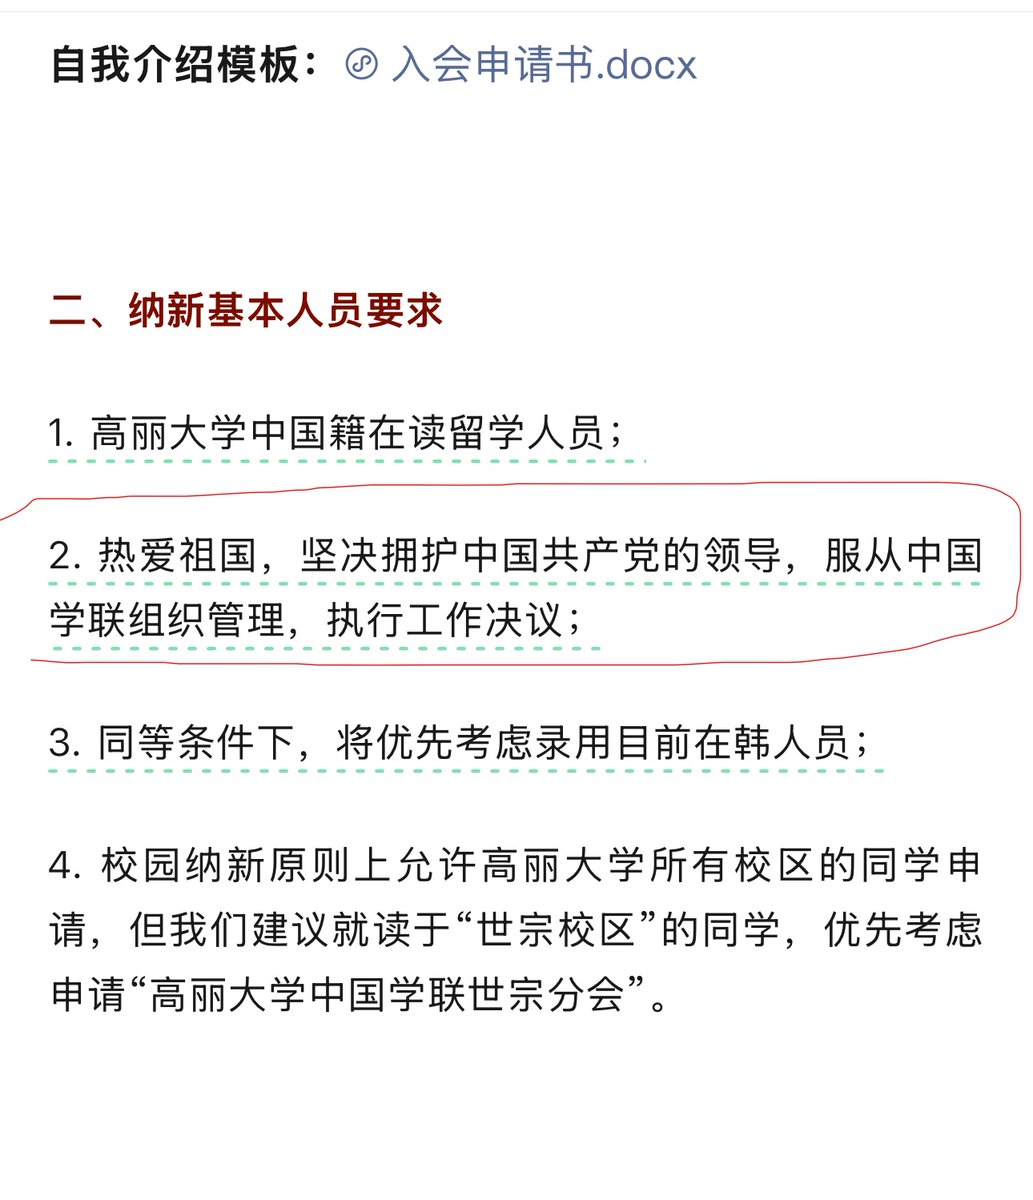 自我介绍模板： 入会申请书.docx
二、纳新基本人员要求
1. 高丽大学中国籍在读留学人员；
2. 热爱祖国，坚决拥护中国共产党的领导，服从中国
学联组织管理，执行工作决议；
3. 同等条件下，将优先考虑录用目前在韩人员；
4. 校园纳新原则上允许高丽大学所有校区的同学申
请，但我们建议就读于“世宗校区”的同学，优先考虑
申请“高丽大学中国学联世宗分会”。